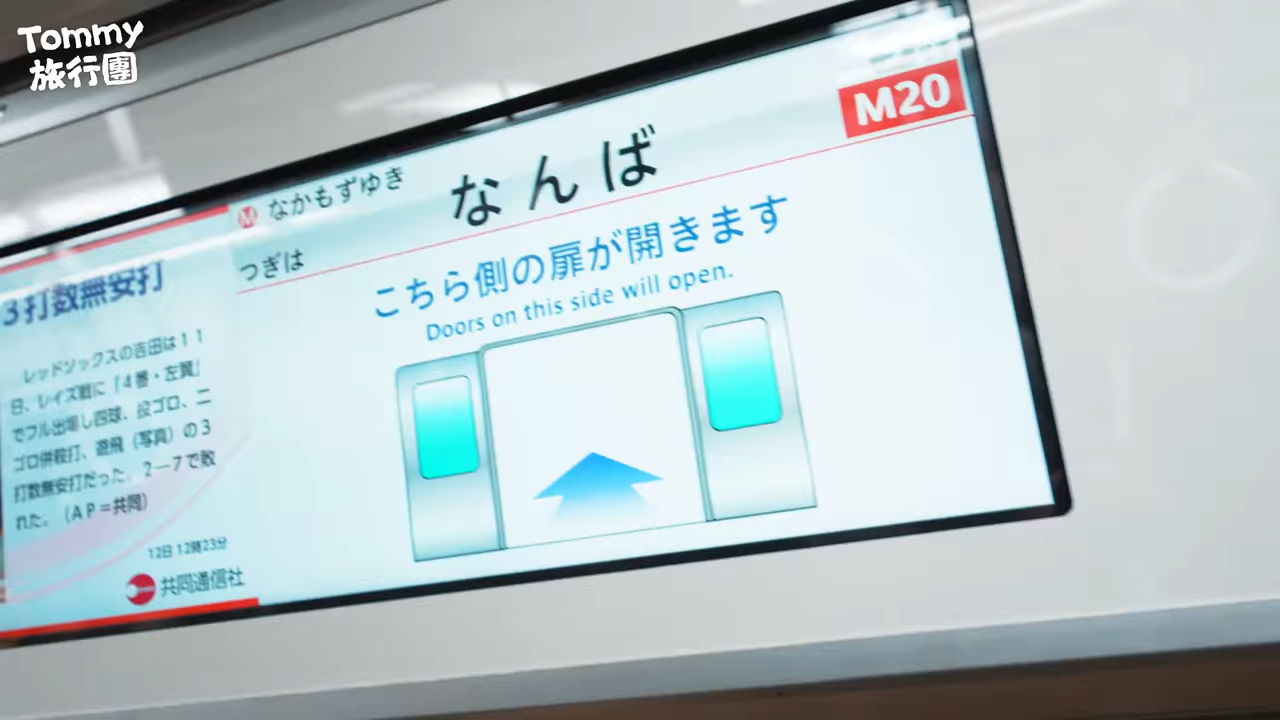 Tommy
旅行團
M20
なかもずゆき
なんば
つぎは
こちら側の扉が開きます
Doors on this side will open.
3打数無安打
レッドソックスの吉田は11
日、レイズ戦に「4番・左翼」
でフル出場し四球、投ゴロ、二
ゴロ併殺打、遊飛（写真）の3
打数無安打だった。2―7で敗
れた。（AP＝共同）
12日 12時23分
共同通信社